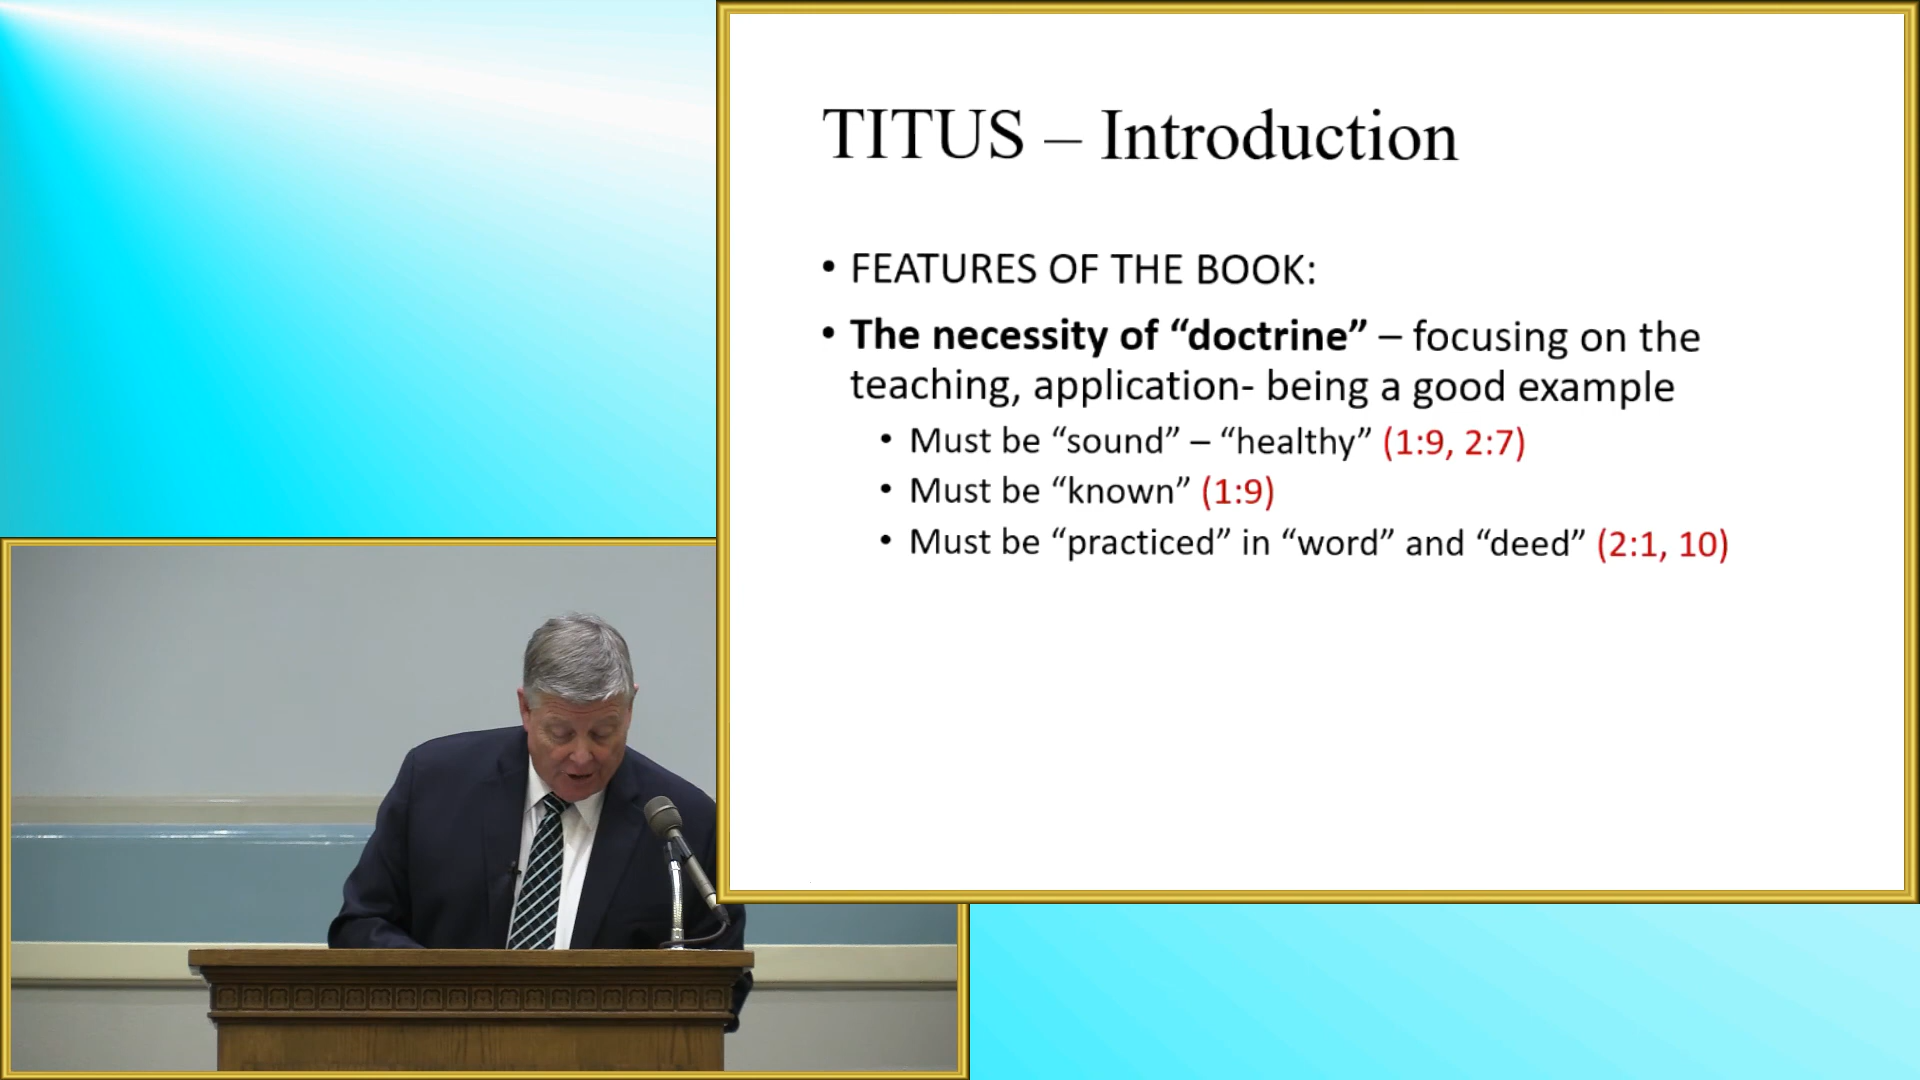 TITUS – Introduction
• FEATURES OF THE BOOK:
• The necessity of “doctrine” – focusing on the
teaching, application- being a good example
• Must be “sound” – “healthy” (1:9, 2:7)
• Must be “known” (1:9)
• Must be “practiced” in “word” and “deed” (2:1, 10)